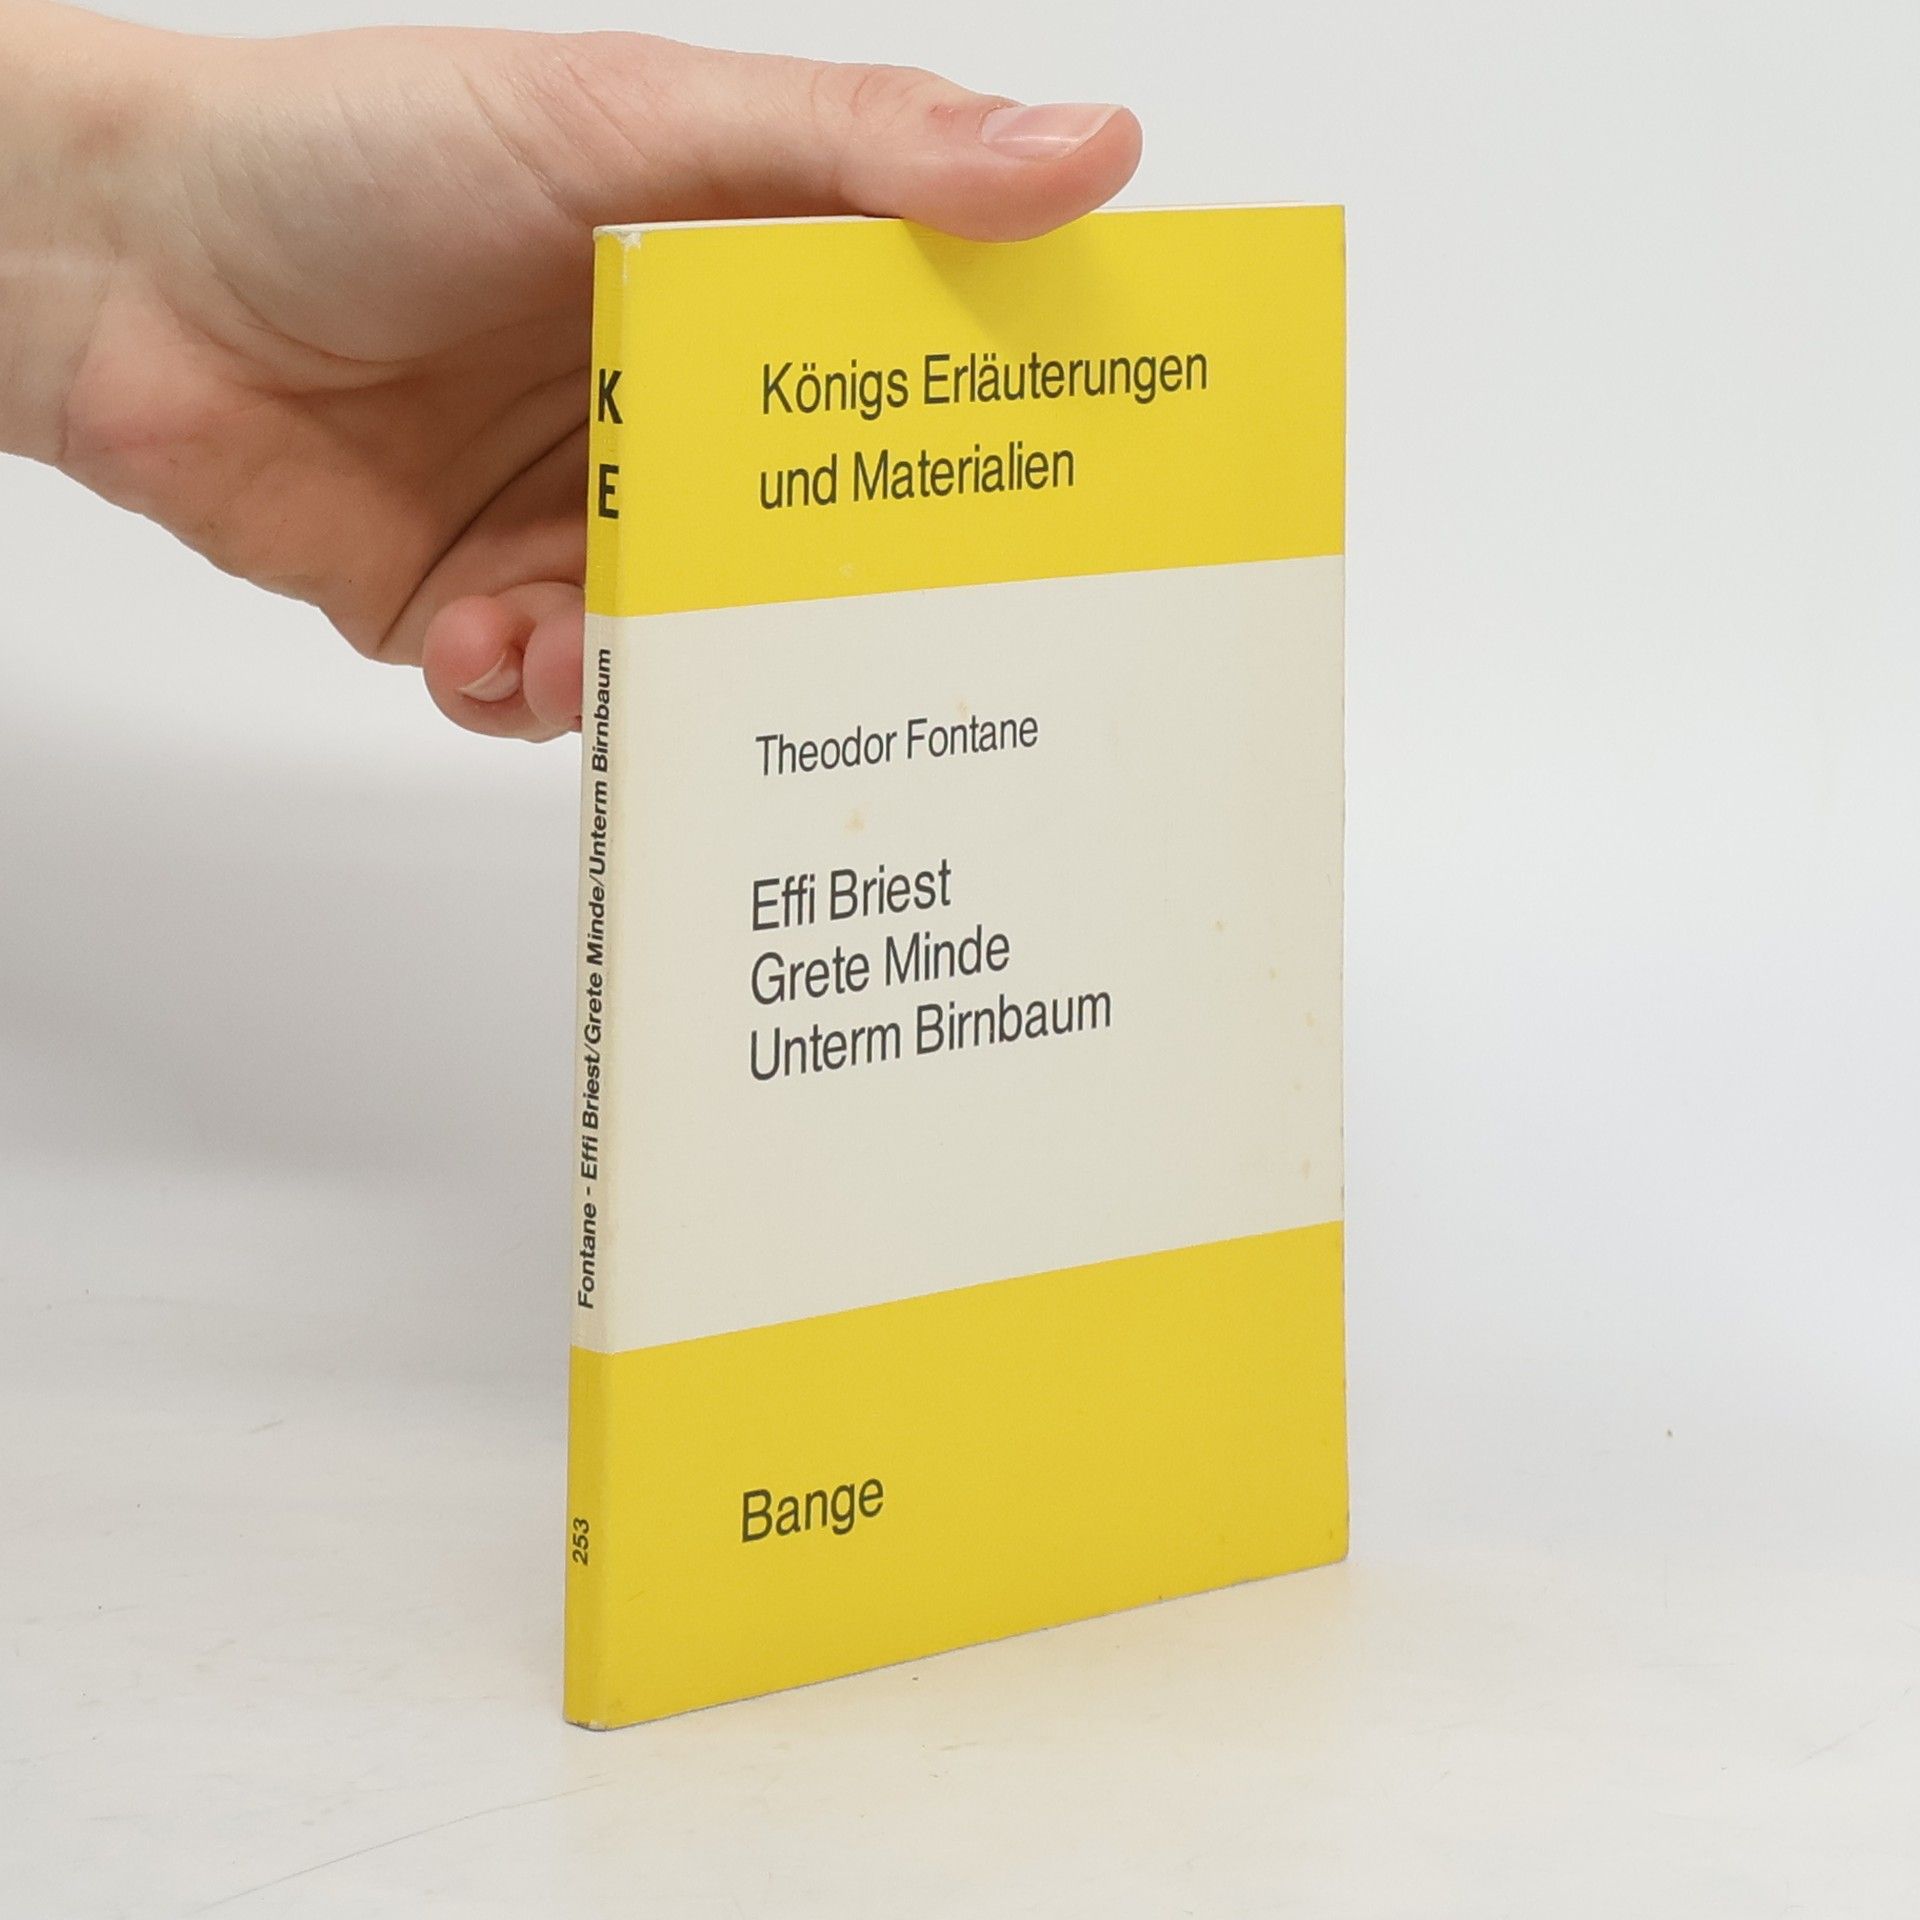 K
E
Fontane - Effi Briest/Grete Minde/Unterm Birnbaum
253
Königs Erläuterungen
und Materialien
Theodor Fontane
Effi Briest
Grete Minde
Unterm Birnbaum
Bange